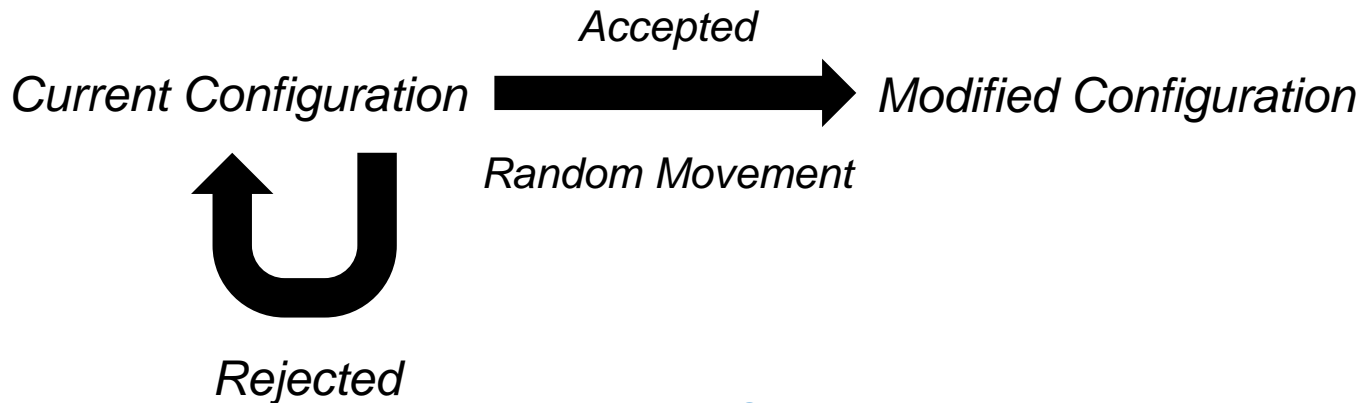 Accepted
Current Configuration
Modified Configuration
Random Movement
Rejected